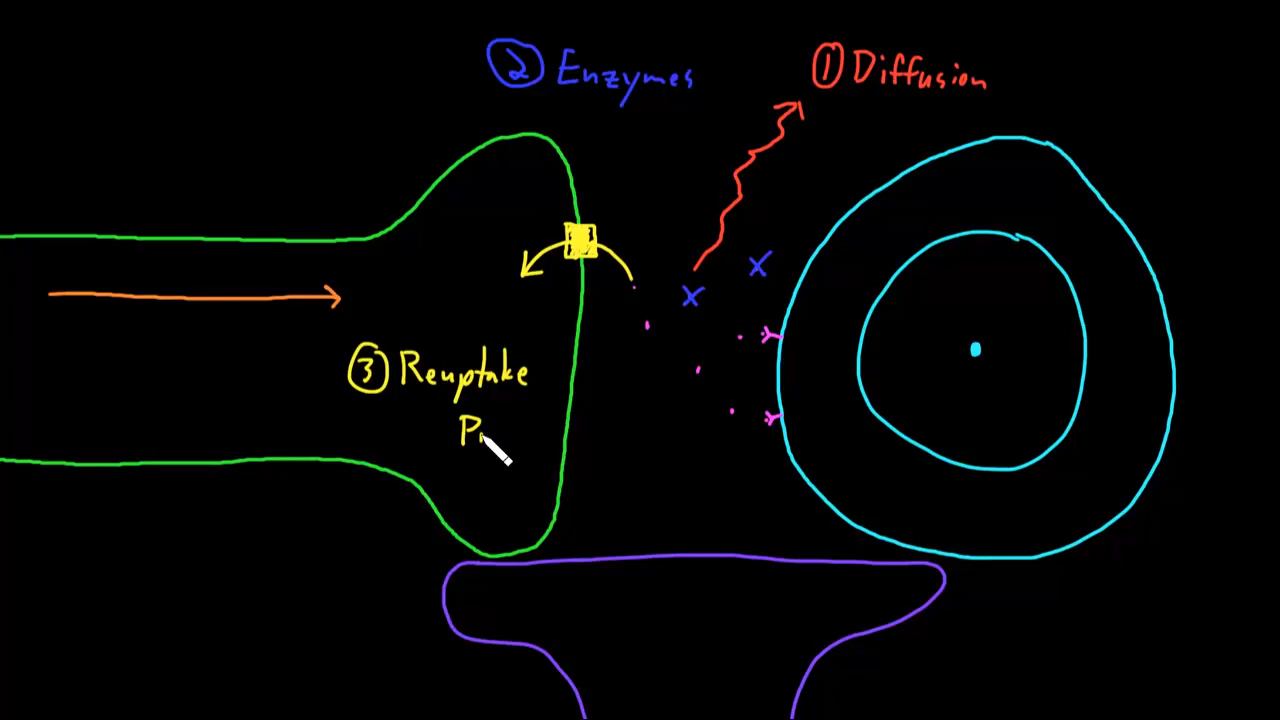 ② Enzymes
① Diffusion
③ Reuptake
P